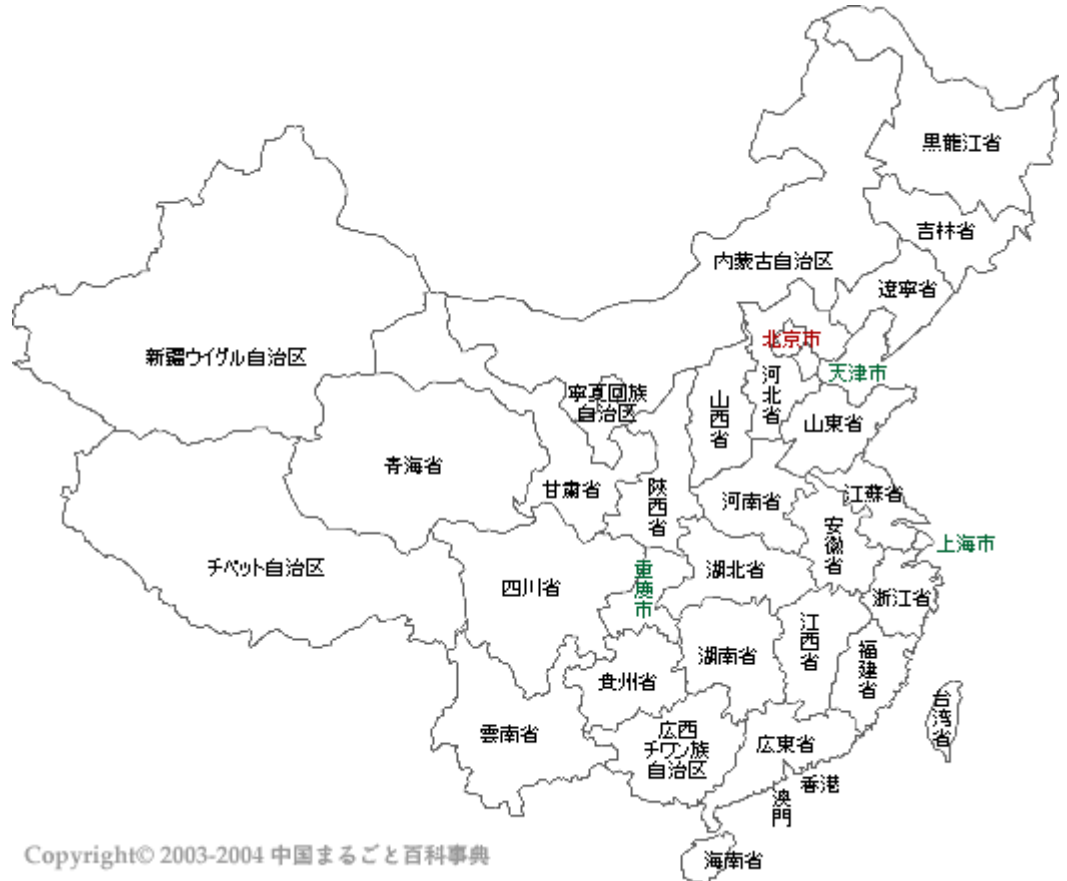 黒龍江省
吉林省
内蒙古自治区
遼寧省
北京市
新疆ウイグル自治区
天津市
河北省
寧夏回族
自治区
山西省
山東省
青海省
甘粛省
陝西省
河南省
江蘇省
安徽省
上海市
チベット自治区
四川省
重慶市
湖北省
浙江省
江西省
湖南省
福建省
貴州省
台湾省
雲南省
広西
チワン族
自治区
広東省
香港
澳門
海南省
Copyright© 2003-2004 中国まるごと百科事典